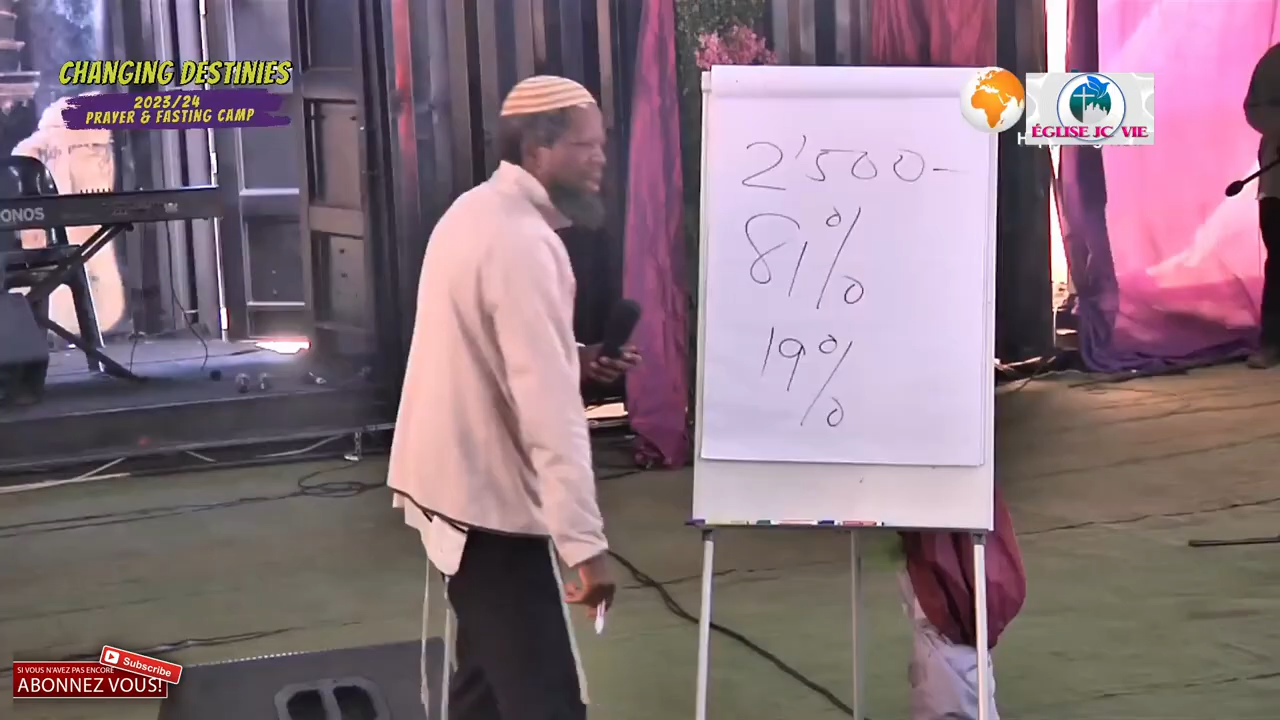 CHANGING DESTINIES
2023/24
PRAYER & FASTING CAMP
ÉGLISE JC VIE
2'500-
81%
19%
ONOS
SI VOUS N'AVEZ PAS ENCORE
Subscribe
ABONNEZ VOUS!